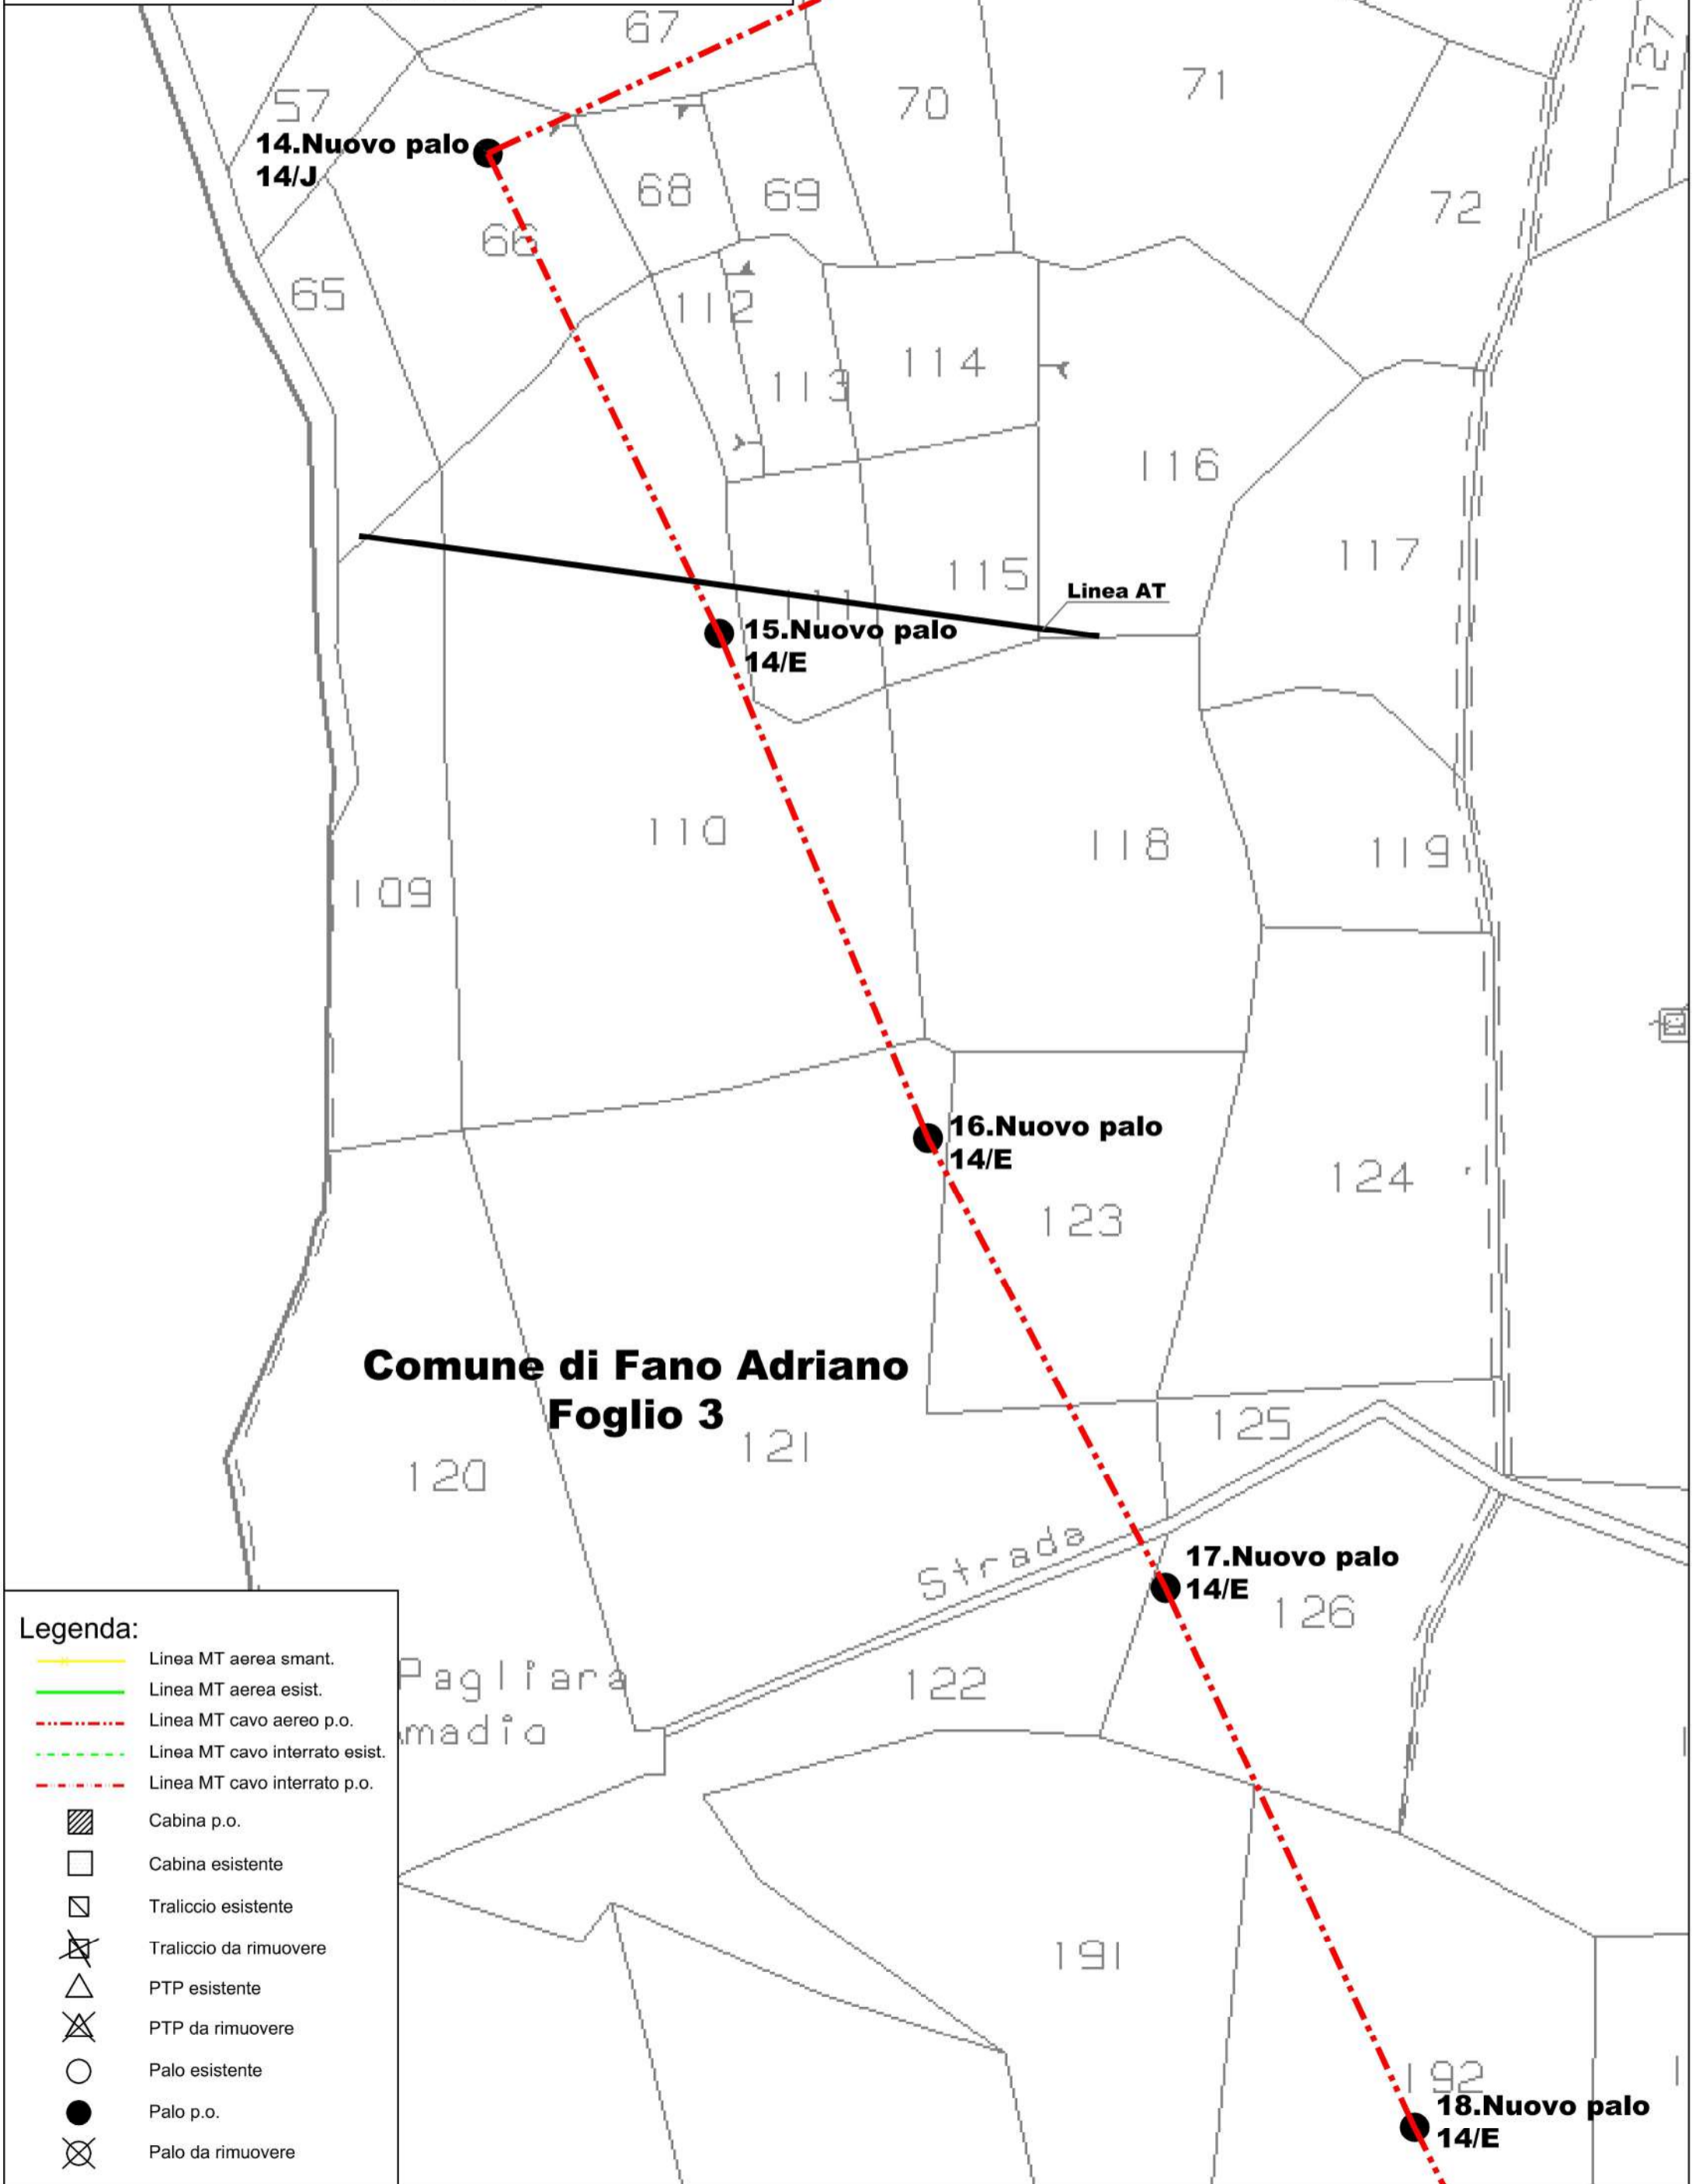 67
127
71
57
70
14.Nuovo palo
14/J
68
69
72
66
65
112
114
113
116
117
115
Linea AT
111
15.Nuovo palo
14/E
110
118
119
109
16.Nuovo palo
14/E
124
123
Comune di Fano Adriano
Foglio 3
125
121
120
Strada
17.Nuovo palo
14/E
126
Pagliara
madia
122
191
192
18.Nuovo palo
14/E
Legenda:
Linea MT aerea smant.
Linea MT aerea esist.
Linea MT cavo aereo p.o.
Linea MT cavo interrato esist.
Linea MT cavo interrato p.o.
Cabina p.o.
Cabina esistente
Traliccio esistente
Traliccio da rimuovere
PTP esistente
PTP da rimuovere
Palo esistente
Palo p.o.
Palo da rimuovere